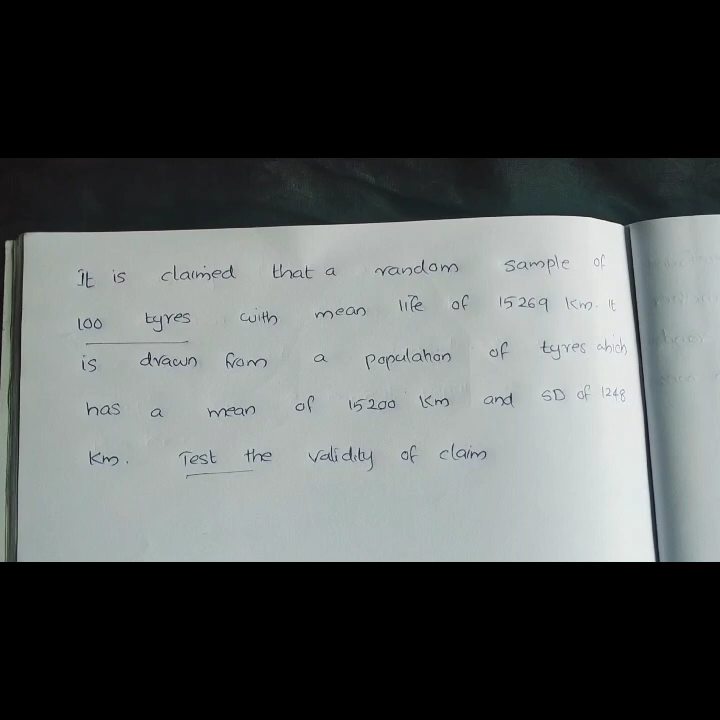 It is claimed that a random sample of
100 tyres with mean life of 15269 Km. It
is drawn from a population of tyres which
has a mean of 15200 Km and SD of 1248
Km. Test the validity of claim